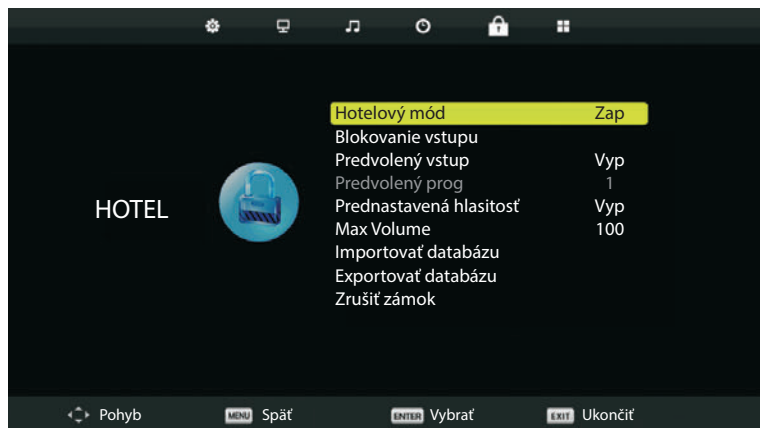 Hotelový mód Zap
Blokovanie vstupu
Predvolený vstup Vyp
Predvolený prog 1
HOTEL
Prednastavená hlasitosť Vyp
Max Volume 100
Importovať databázu
Exportovať databázu
Zrušiť zámok
Pohyb MENU Späť ENTER Vybrať EXIT Ukončiť